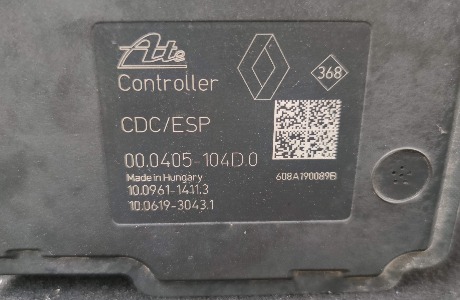 Ate
368
Controller
CDC/ESP
00.0405-104D.0
Made in Hungary
10.0961-1411.3
10.0619-3043.1